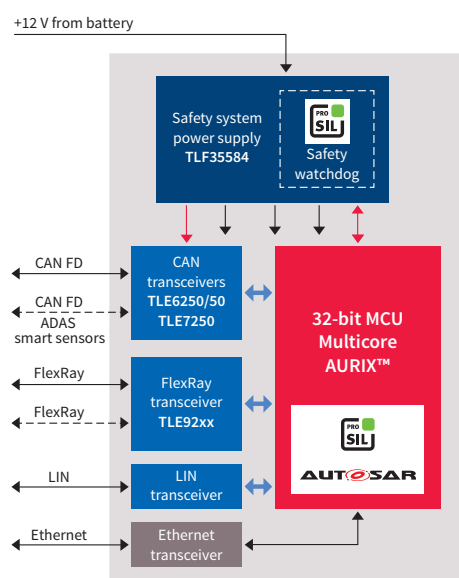 +12 V from battery
Safety system
power supply
TLF35584
PRO
SIL
Safety
watchdog
CAN FD
CAN FD
ADAS
smart sensors
CAN
transceivers
TLE6250/50
TLE7250
FlexRay
FlexRay
FlexRay
transceiver
TLE92xx
LIN
LIN
transceiver
Ethernet
Ethernet
transceiver
32-bit MCU
Multicore
AURIX™
PRO
SIL
AUTOSAR